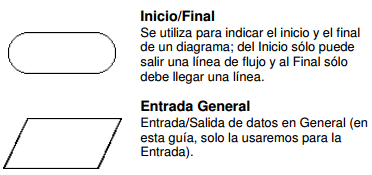 Inicio/Final
Se utiliza para indicar el inicio y el final
de un diagrama; del Inicio sólo puede
salir una línea de flujo y al Final sólo
debe llegar una línea.
Entrada General
Entrada/Salida de datos en General (en
esta guía, solo la usaremos para la
Entrada).